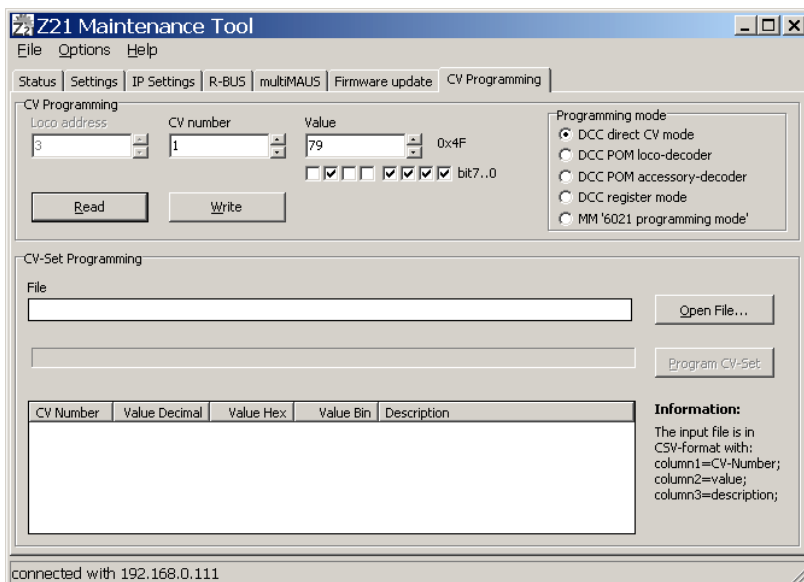 Z21 Maintenance Tool
File Options Help
Status Settings IP Settings R-BUS multiMAUS Firmware update CV Programming
CV Programming
Loco address CV number Value
3 1 79 0x4F
bit7..0
Read Write
Programming mode
DCC direct CV mode
DCC POM loco-decoder
DCC POM accessory-decoder
DCC register mode
MM '6021 programming mode'
CV-Set Programming
File
Open File...
Program CV-Set
CV Number Value Decimal Value Hex Value Bin Description
Information:
The input file is in
CSV-format with:
column1=CV-Number;
column2=value;
column3=description;
connected with 192.168.0.111